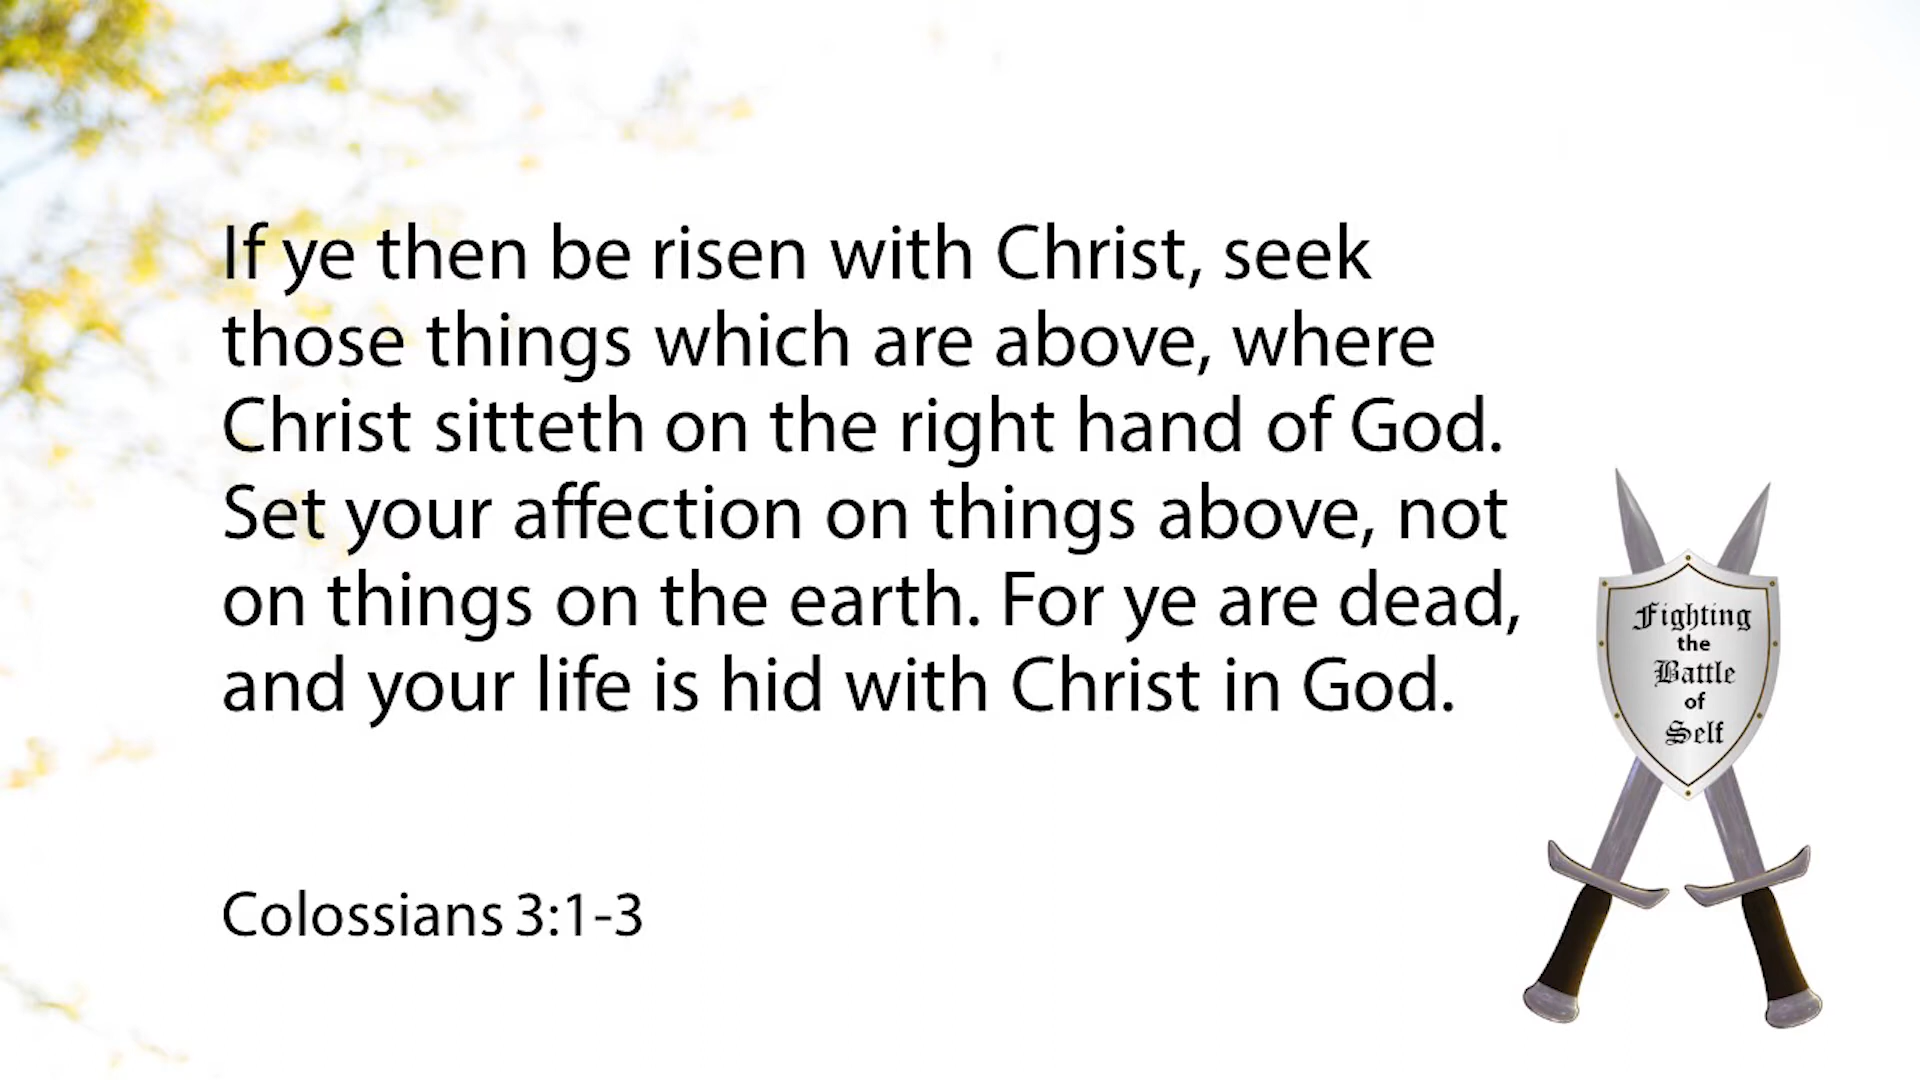 If ye then be risen with Christ, seek
those things which are above, where
Christ sitteth on the right hand of God.
Set your affection on things above, not
on things on the earth. For ye are dead,
and your life is hid with Christ in God.
Colossians 3:1-3
Fighting
the
Battle
of
Self